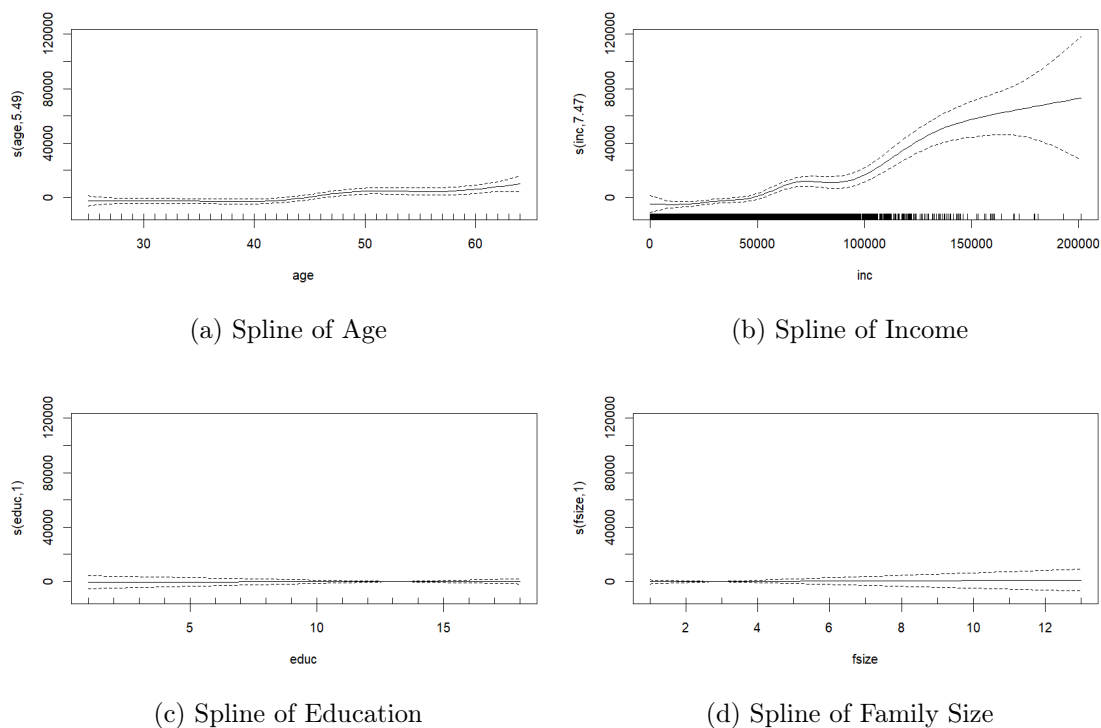 s(age,5.49)
0 40000 80000 120000
30 40 50 60
age
(a) Spline of Age
s(inc,7.47)
0 40000 80000 120000
0 50000 100000 150000 200000
inc
(b) Spline of Income
s(educ,1)
0 40000 80000 120000
5 10 15
educ
(c) Spline of Education
s(fsize,1)
0 40000 80000 120000
2 4 6 8 10 12
fsize
(d) Spline of Family Size